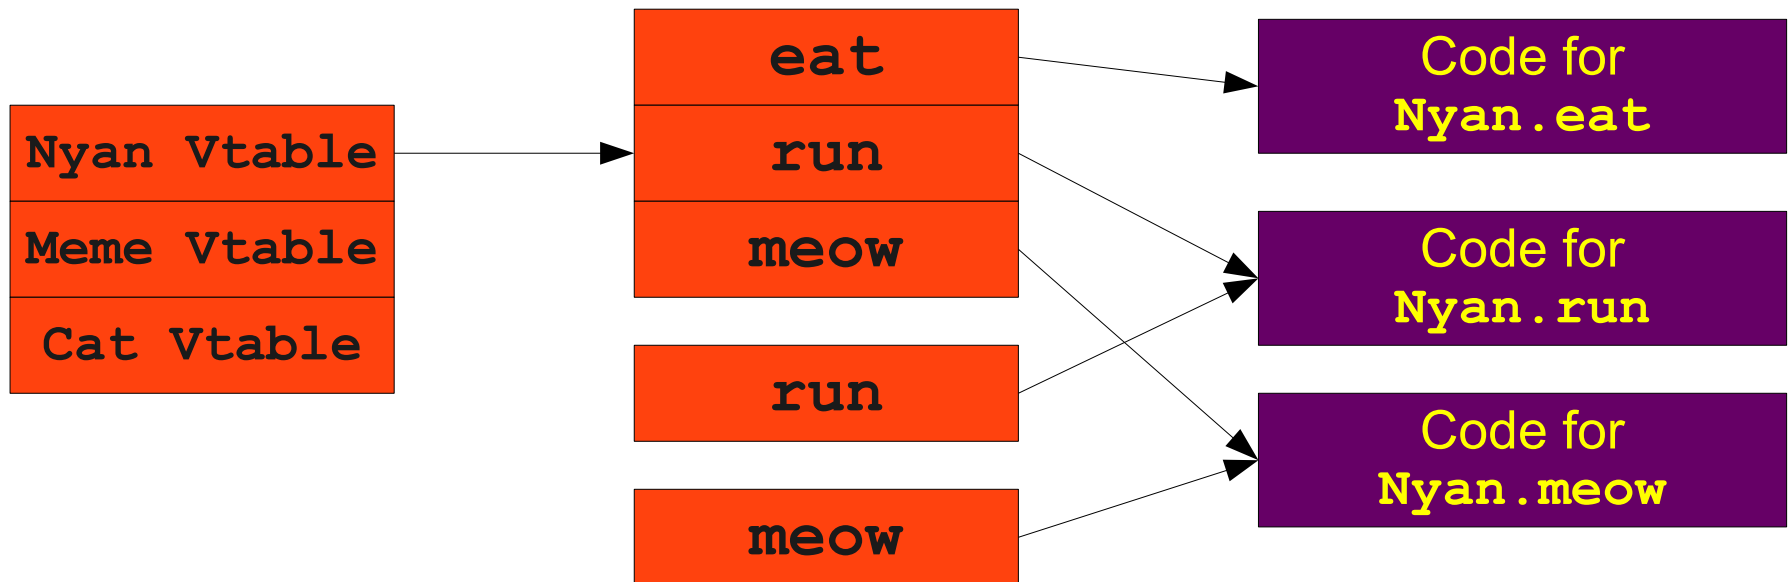 Nyan Vtable
Meme Vtable
Cat Vtable
eat
run
meow
run
meow
Code for
Nyan.eat
Code for
Nyan.run
Code for
Nyan.meow